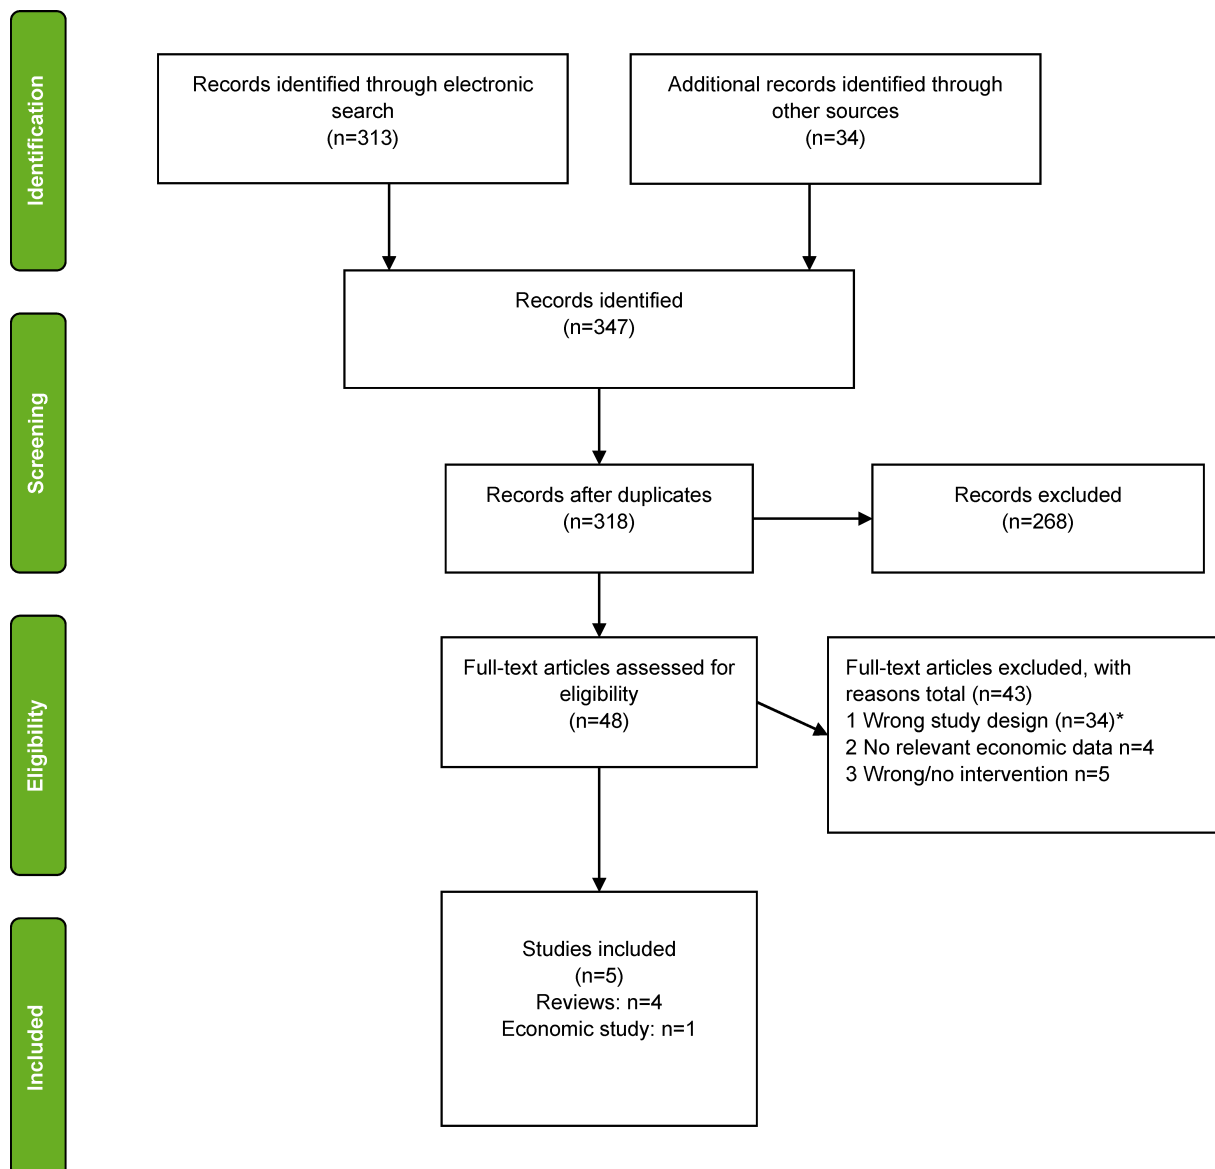 Identification
Records identified through electronic
search
(n=313)
Additional records identified through
other sources
(n=34)
Records identified
(n=347)
Screening
Records after duplicates
(n=318)
Records excluded
(n=268)
Eligibility
Full-text articles assessed for
eligibility
(n=48)
Full-text articles excluded, with
reasons total (n=43)
1 Wrong study design (n=34)*
2 No relevant economic data n=4
3 Wrong/no intervention n=5
Included
Studies included
(n=5)
Reviews: n=4
Economic study: n=1